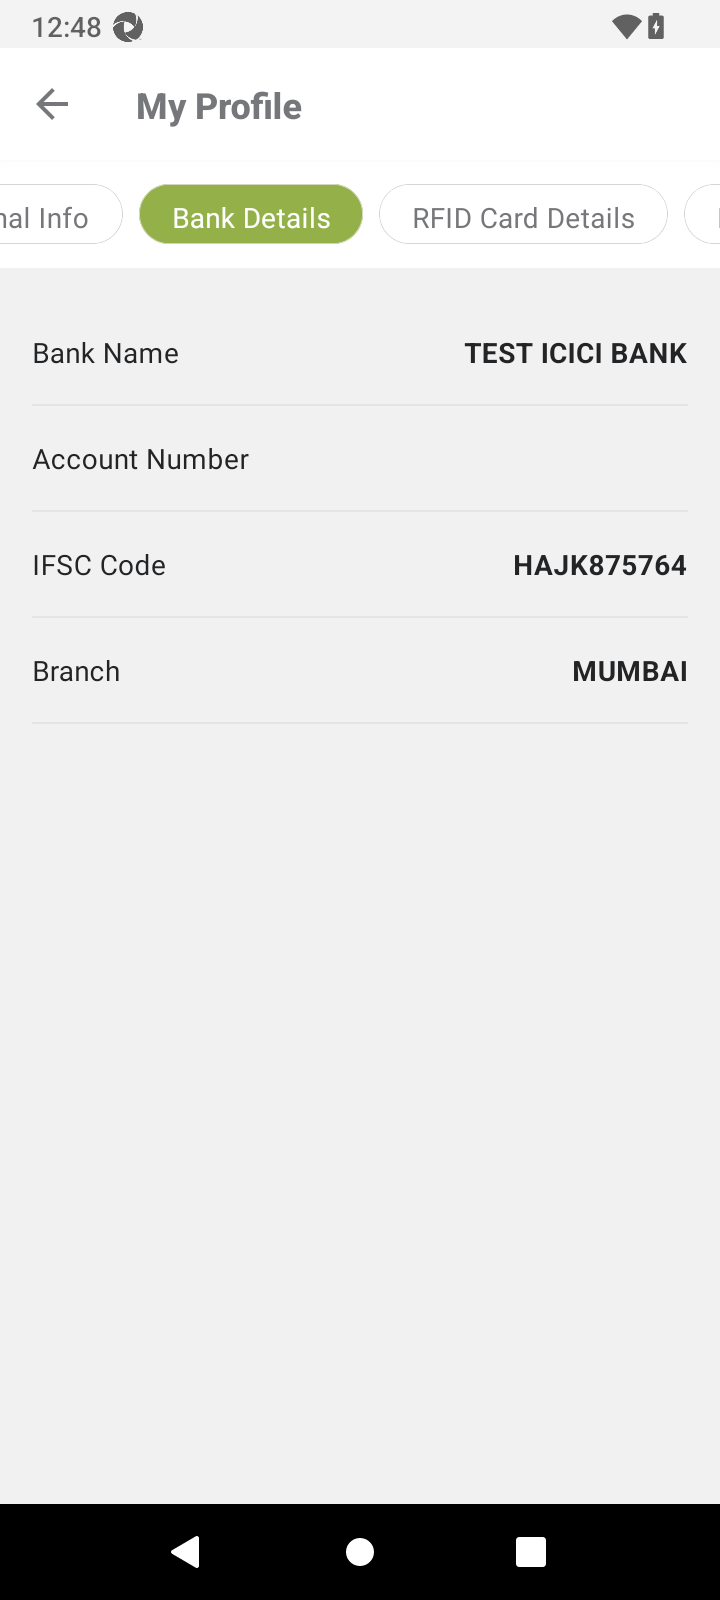 12:48
My Profile
nal Info
Bank Details
RFID Card Details
Bank Name
TEST ICICI BANK
Account Number
IFSC Code
HAJK875764
Branch
MUMBAI